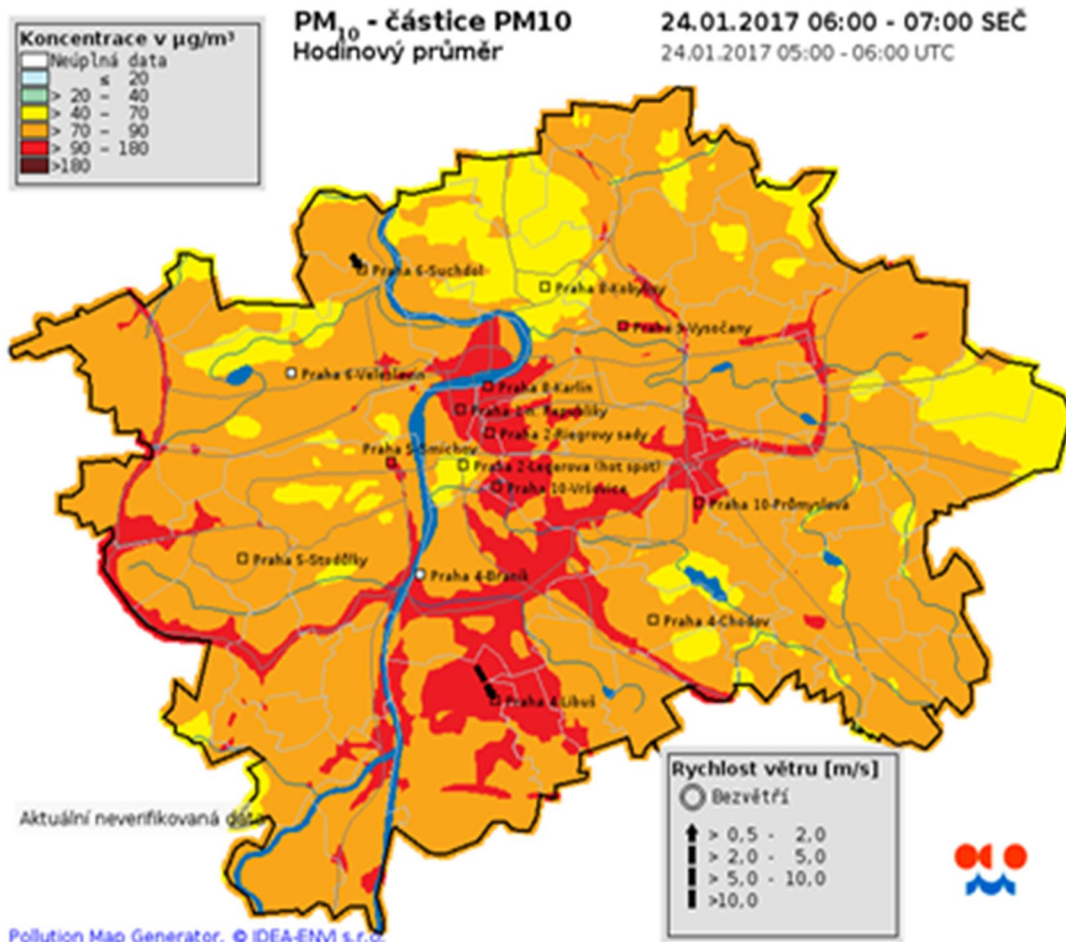 PM10 - částice PM10
Hodinový průměr
24.01.2017 06:00 - 07:00 SEČ
24.01.2017 05:00 - 06:00 UTC
Koncentrace v µg/m³
Neúplná data
≤ 20
> 20 - 40
> 40 - 70
> 70 - 90
> 90 - 180
>180
Praha 6-Suchdol
Praha 8-Kobylisy
Praha 9-Vysočany
Praha 6-Veleslavín
Praha 8-Karlín
Praha 1-n. Republiky
Praha 2-Riegrovy sady
Praha 5-Smíchov
Praha 2-Legerova (hot spot)
Praha 10-Vršovice
Praha 10-Průmyslová
Praha 5-Stodůlky
Praha 4-Braník
Praha 4-Chodov
Praha 4-Libuš
Rychlost větru [m/s]
Bezvětří
> 0,5 - 2,0
> 2,0 - 5,0
> 5,0 - 10,0
>10,0
Aktuální neverifikovaná data
Pollution Map Generator, © IDEA-ENVI s.r.o.